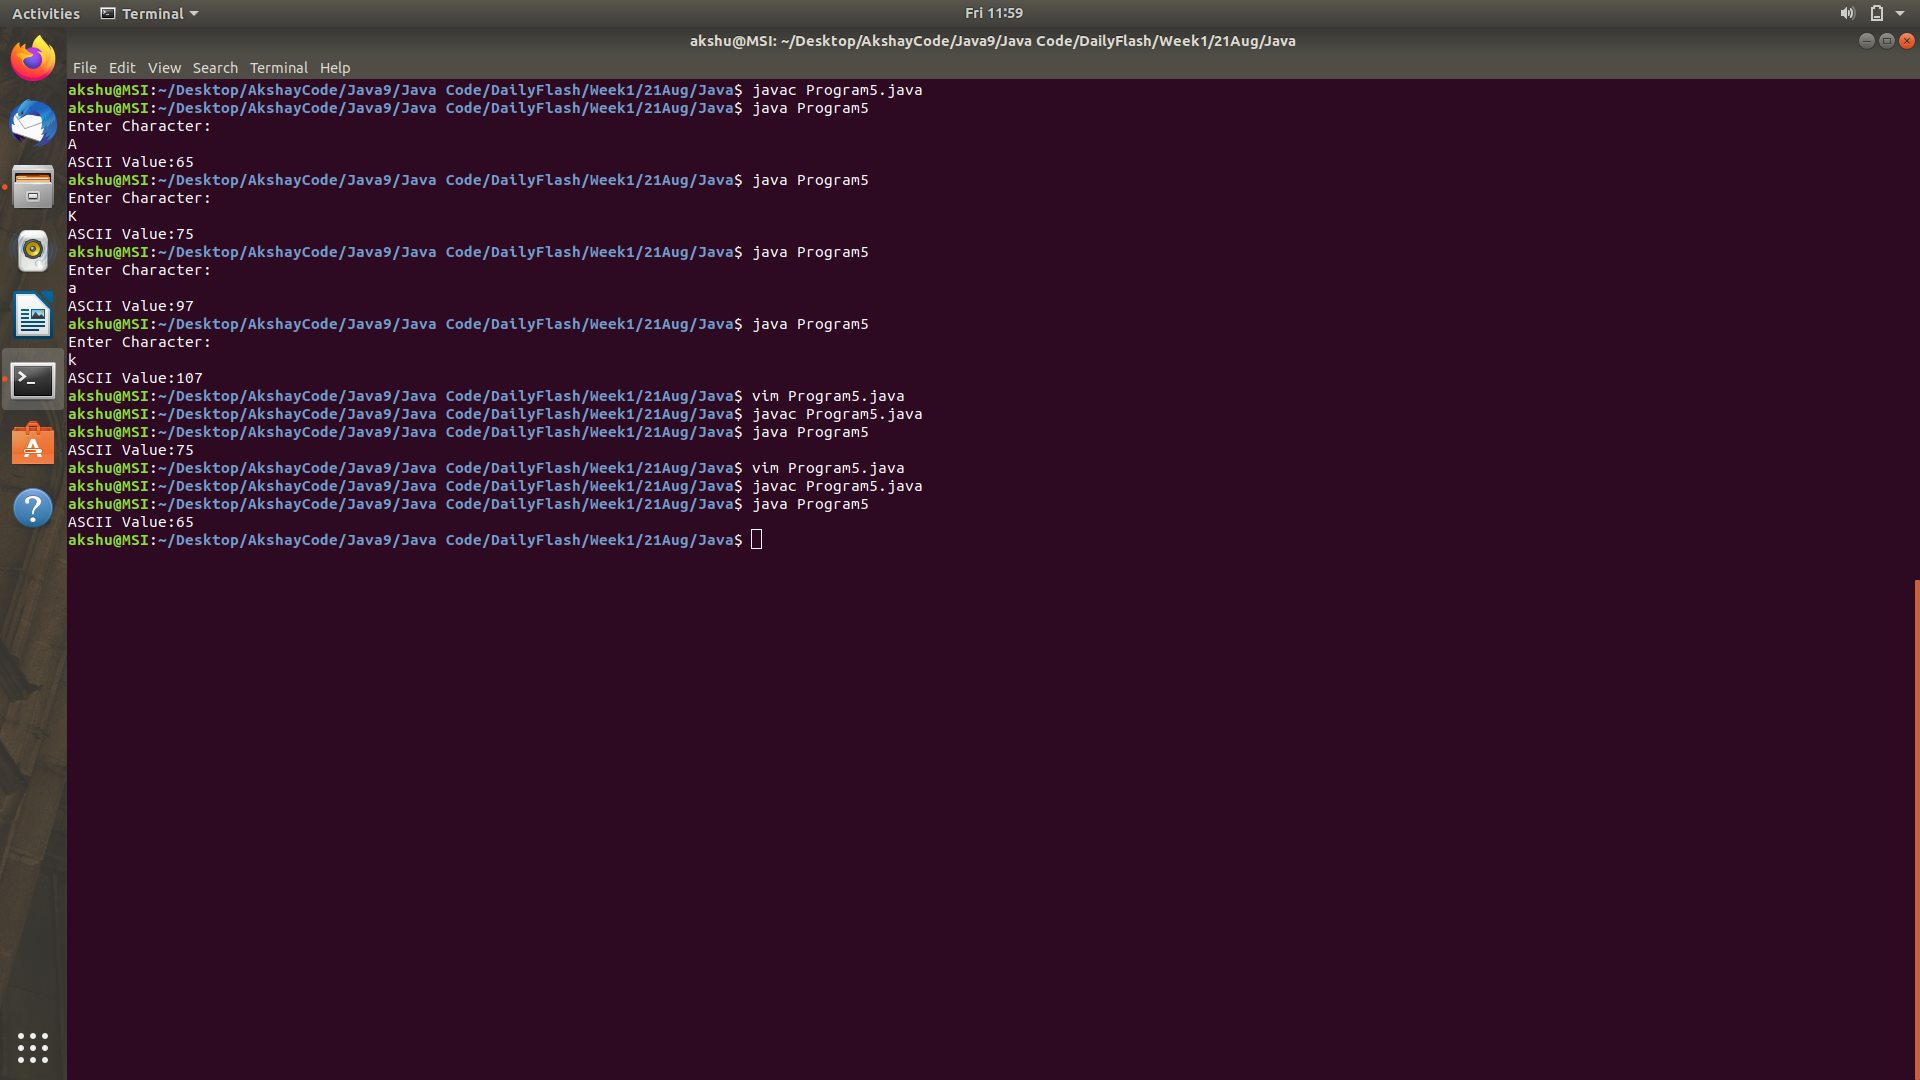 Activities Terminal Fri 11:59
akshu@MSI: ~/Desktop/AkshayCode/Java9/Java Code/DailyFlash/Week1/21Aug/Java
File Edit View Search Terminal Help
akshu@MSI:~/Desktop/AkshayCode/Java9/Java Code/DailyFlash/Week1/21Aug/Java$ javac Program5.java
akshu@MSI:~/Desktop/AkshayCode/Java9/Java Code/DailyFlash/Week1/21Aug/Java$ java Program5
Enter Character:
A
ASCII Value:65
akshu@MSI:~/Desktop/AkshayCode/Java9/Java Code/DailyFlash/Week1/21Aug/Java$ java Program5
Enter Character:
K
ASCII Value:75
akshu@MSI:~/Desktop/AkshayCode/Java9/Java Code/DailyFlash/Week1/21Aug/Java$ java Program5
Enter Character:
a
ASCII Value:97
akshu@MSI:~/Desktop/AkshayCode/Java9/Java Code/DailyFlash/Week1/21Aug/Java$ java Program5
Enter Character:
k
ASCII Value:107
akshu@MSI:~/Desktop/AkshayCode/Java9/Java Code/DailyFlash/Week1/21Aug/Java$ vim Program5.java
akshu@MSI:~/Desktop/AkshayCode/Java9/Java Code/DailyFlash/Week1/21Aug/Java$ javac Program5.java
akshu@MSI:~/Desktop/AkshayCode/Java9/Java Code/DailyFlash/Week1/21Aug/Java$ java Program5
ASCII Value:75
akshu@MSI:~/Desktop/AkshayCode/Java9/Java Code/DailyFlash/Week1/21Aug/Java$ vim Program5.java
akshu@MSI:~/Desktop/AkshayCode/Java9/Java Code/DailyFlash/Week1/21Aug/Java$ javac Program5.java
akshu@MSI:~/Desktop/AkshayCode/Java9/Java Code/DailyFlash/Week1/21Aug/Java$ java Program5
ASCII Value:65
akshu@MSI:~/Desktop/AkshayCode/Java9/Java Code/DailyFlash/Week1/21Aug/Java$